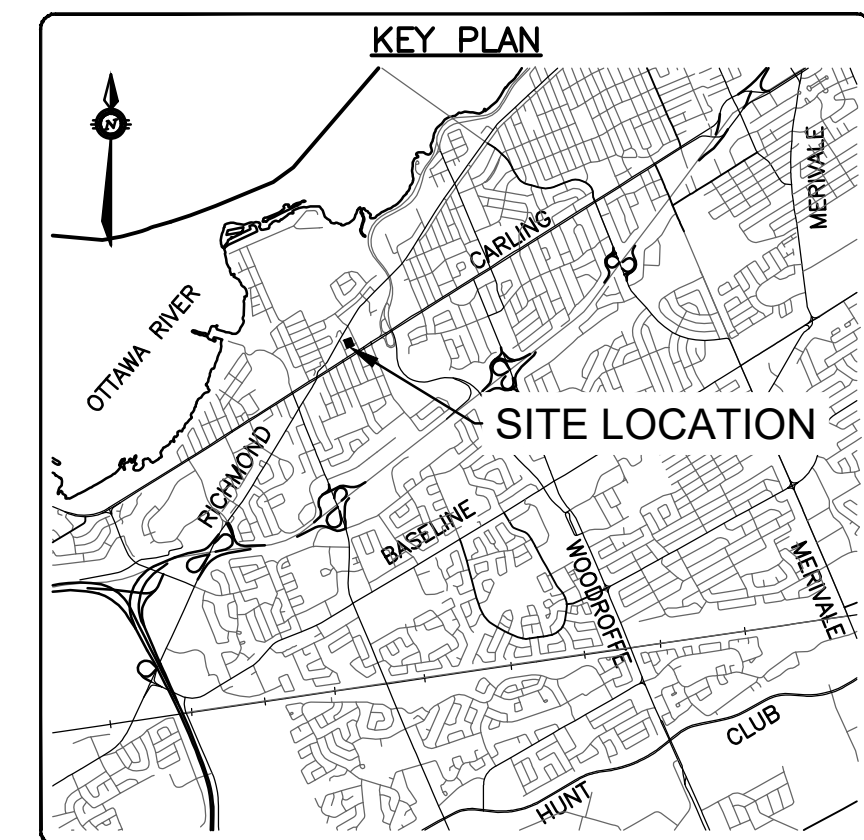 KEY PLAN
N
MERIVALE
CARLING
OTTAWA RIVER
SITE LOCATION
RICHMOND
BASELINE
WOODROFFE
MERIVALE
CLUB
HUNT